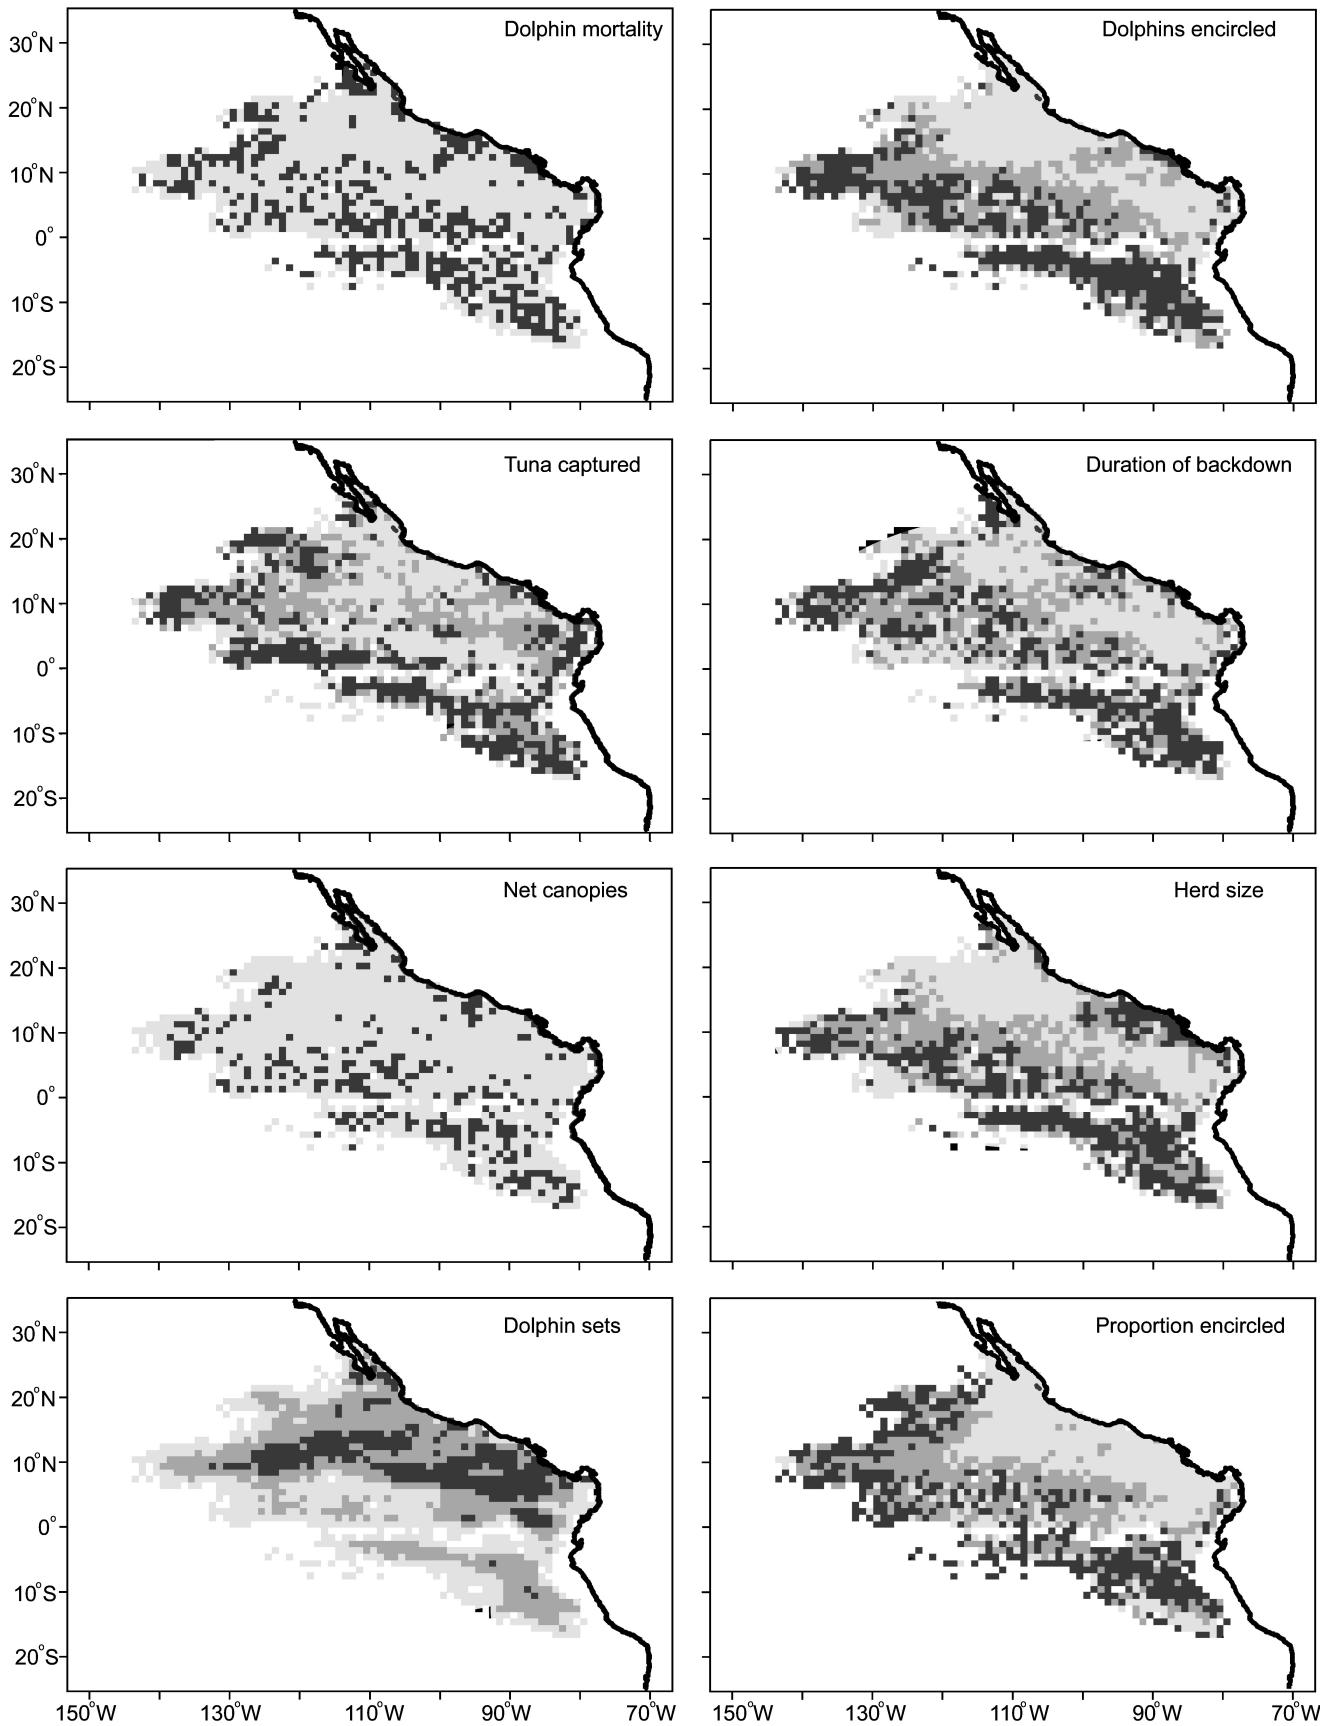 Dolphin mortality
Dolphins encircled
30°N
20°N
10°N
0°
10°S
20°S
Tuna captured
Duration of backdown
30°N
20°N
10°N
0°
10°S
20°S
Net canopies
Herd size
30°N
20°N
10°N
0°
10°S
20°S
Dolphin sets
Proportion encircled
30°N
20°N
10°N
0°
10°S
20°S
150°W 130°W 110°W 90°W 70°W 150°W 130°W 110°W 90°W 70°W